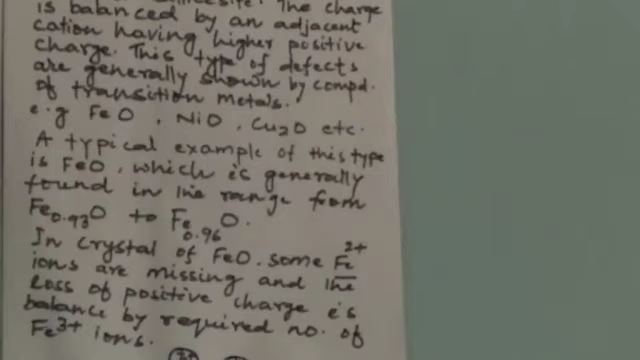 site. The charge
is balanced by an adjacent
cation having higher positive
charge. This type of defects
are generally shown by compd.
of transition metals.
e.g FeO , NiO , Cu2O etc.
A typical example of this type
is FeO, which is generally
found in the range from
Fe0.93O to Fe0.96O.
In crystal of FeO. some Fe2+
ions are missing and the
loss of positive charge is
balance by required no. of
Fe3+ ions.